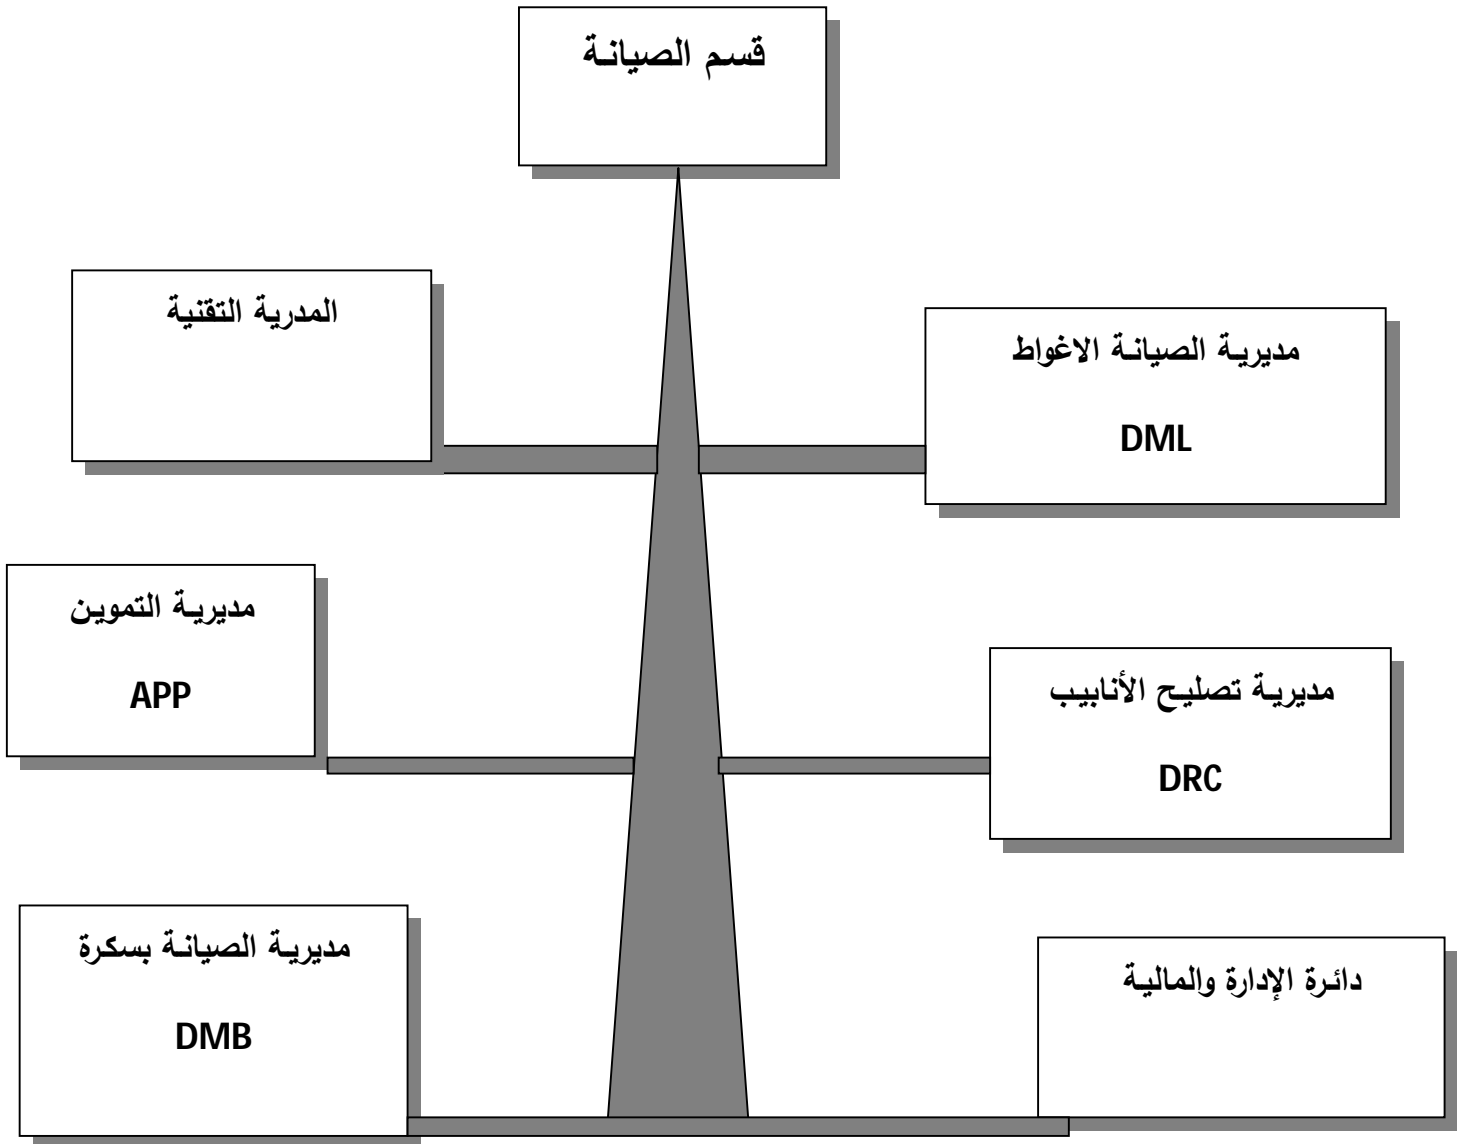 قسم الصيانة
المدرية التقنية
مديرية الصيانة الاغواط
DML
مديرية التموين
APP
مديرية تصليح الأنابيب
DRC
مديرية الصيانة بسكرة
DMB
دائرة الإدارة والمالية